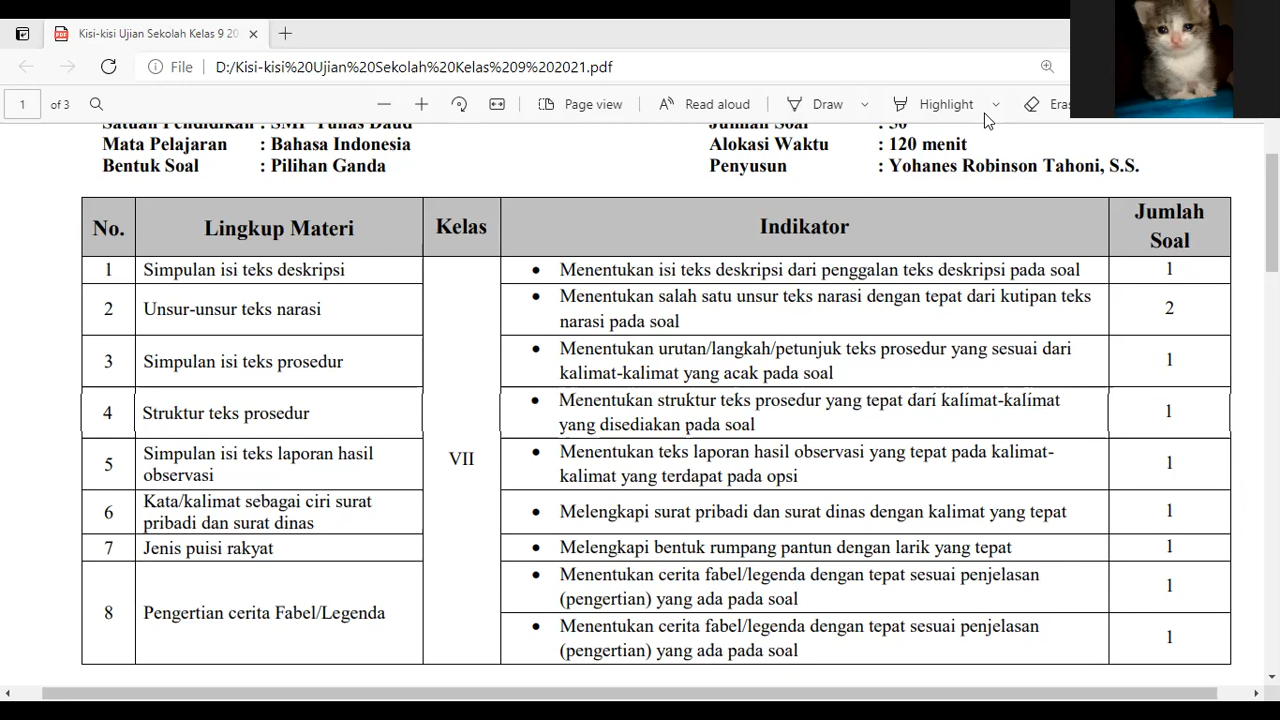 Kisi-kisi Ujian Sekolah Kelas 9 20
File D:/Kisi-kisi%20Ujian%20Sekolah%20Kelas%209%202021.pdf
1 of 3 Page view Read aloud Draw Highlight Eras
Satuan Pendidikan : SMP Tunas Daud Jumlah Soal : 50
Mata Pelajaran : Bahasa Indonesia Alokasi Waktu : 120 menit
Bentuk Soal : Pilihan Ganda Penyusun : Yohanes Robinson Tahoni, S.S.
No. Lingkup Materi Kelas Indikator Jumlah
Soal
1 Simpulan isi teks deskripsi • Menentukan isi teks deskripsi dari penggalan teks deskripsi pada soal 1
2 Unsur-unsur teks narasi • Menentukan salah satu unsur teks narasi dengan tepat dari kutipan teks
narasi pada soal 2
3 Simpulan isi teks prosedur • Menentukan urutan/langkah/petunjuk teks prosedur yang sesuai dari
kalimat-kalimat yang acak pada soal 1
4 Struktur teks prosedur • Menentukan struktur teks prosedur yang tepat dari kalimat-kalimat
yang disediakan pada soal 1
VII
5 Simpulan isi teks laporan hasil
observasi • Menentukan teks laporan hasil observasi yang tepat pada kalimat-
kalimat yang terdapat pada opsi 1
6 Kata/kalimat sebagai ciri surat
pribadi dan surat dinas • Melengkapi surat pribadi dan surat dinas dengan kalimat yang tepat 1
7 Jenis puisi rakyat • Melengkapi bentuk rumpang pantun dengan larik yang tepat 1
8 Pengertian cerita Fabel/Legenda • Menentukan cerita fabel/legenda dengan tepat sesuai penjelasan
(pengertian) yang ada pada soal 1
• Menentukan cerita fabel/legenda dengan tepat sesuai penjelasan
(pengertian) yang ada pada soal 1